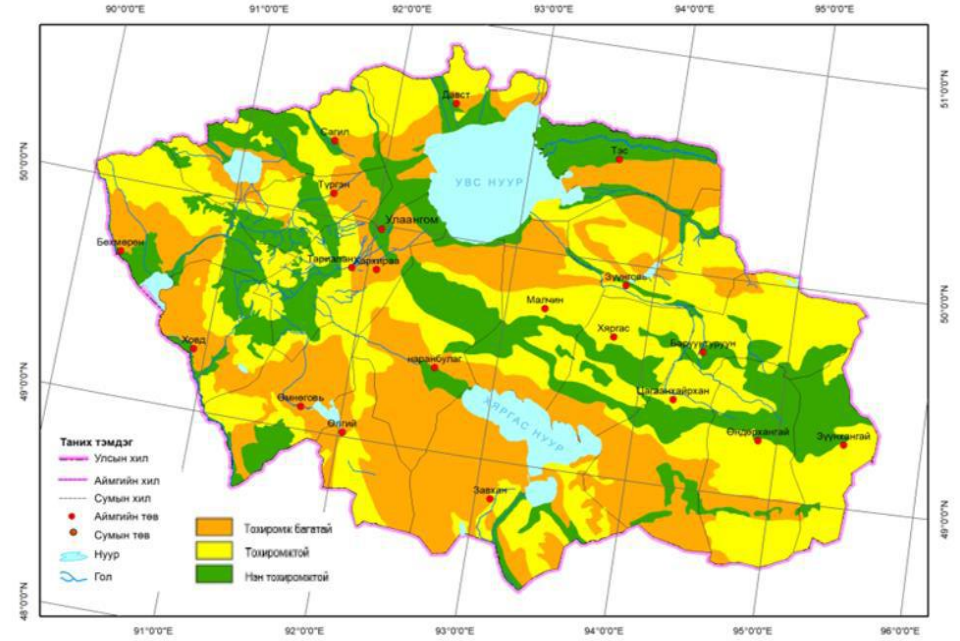 90°0'0"E 91°0'0"E 92°0'0"E 93°0'0"E 94°0'0"E 95°0'0"E
51°0'0"N
50°0'0"N
50°0'0"N
49°0'0"N
49°0'0"N
48°0'0"N
Давст
Сагил
Тэс
Түргэн
УВС НУУР
Улаангом
Бөхмөрөн
Тариалан
Хархираа
Зүүнговь
Малчин
Хяргас
Ховд
Баруунтуруун
наранбулаг
Цагаанхайрхан
Өмнөговь
ХЯРГАС НУУР
Өлгий
Өндөрхангай
Зүүнхангай
Завхан
Таних тэмдэг
Улсын хил
Аймгийн хил
Сумын хил
Аймгийн төв
Сумын төв
Нуур
Гол
Тохиромж багатай
Тохиромжтой
Нэн тохиромжтой
91°0'0"E 92°0'0"E 93°0'0"E 94°0'0"E 95°0'0"E 96°0'0"E